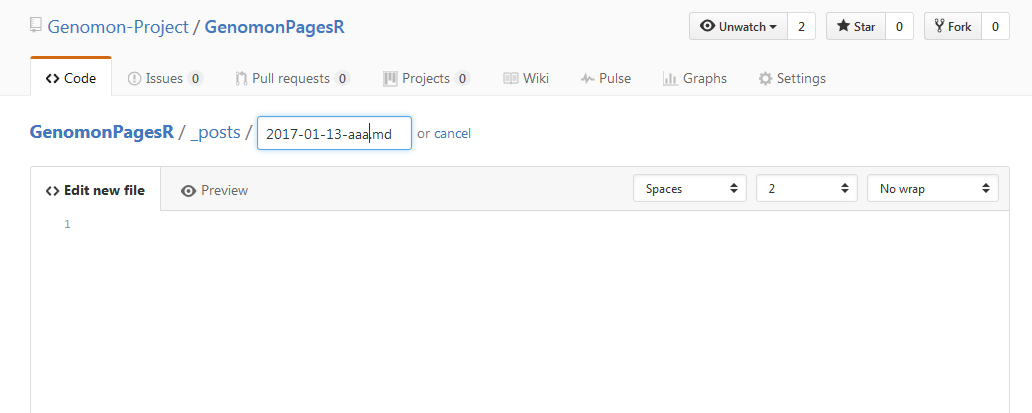 Genomon-Project / GenomonPagesR
Unwatch 2 Star 0 Fork 0
Code Issues 0 Pull requests 0 Projects 0 Wiki Pulse Graphs Settings
GenomonPagesR / _posts / 2017-01-13-aaa.md or cancel
Edit new file Preview Spaces 2 No wrap
1